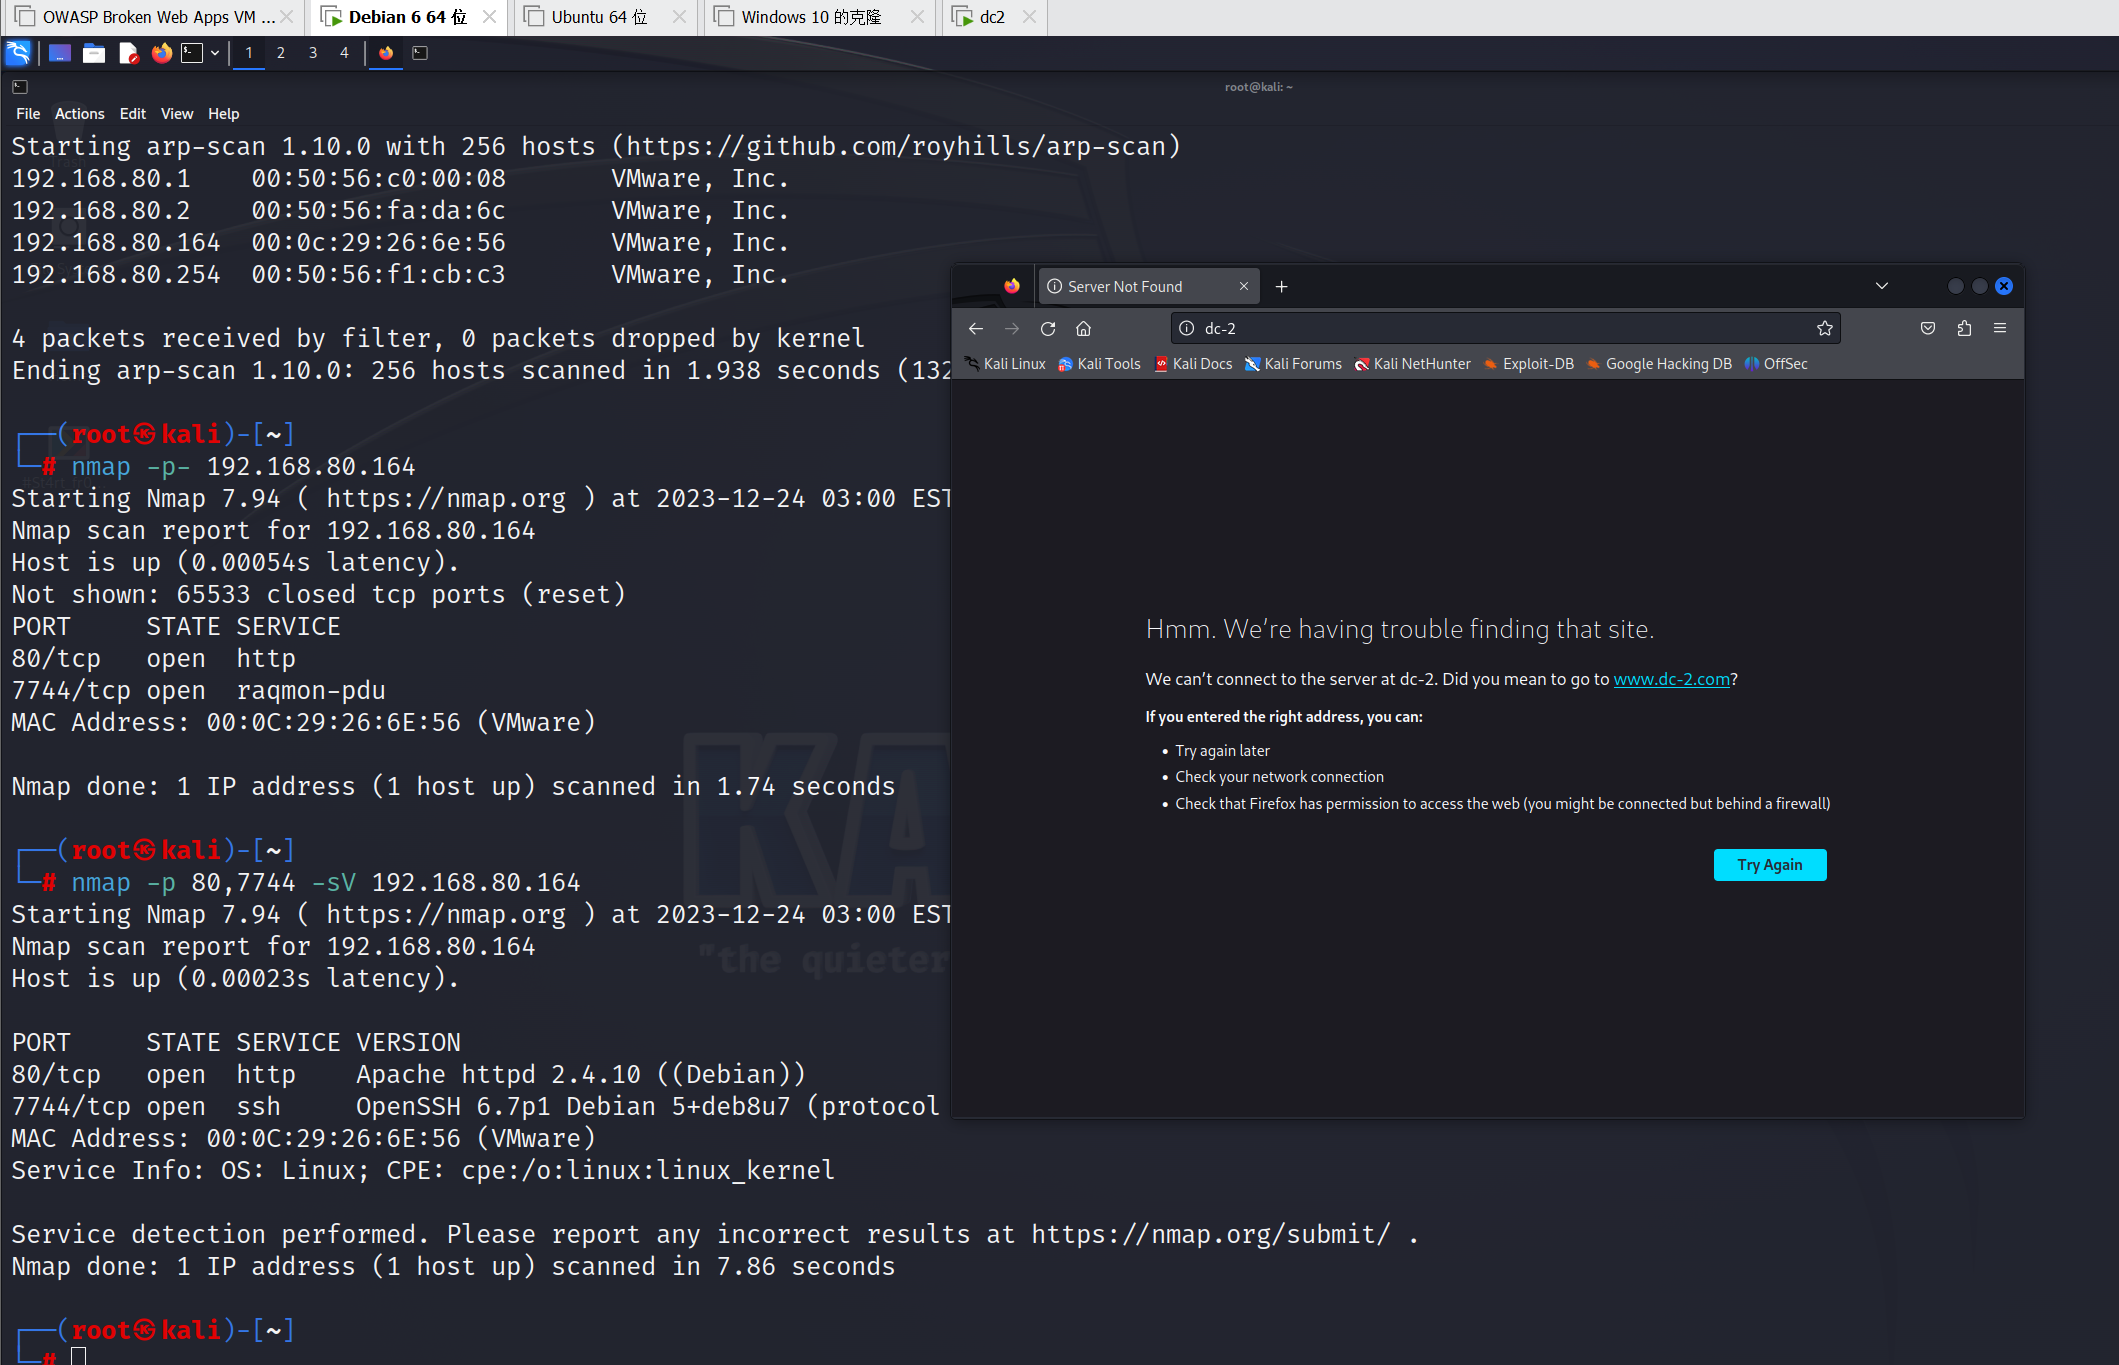 OWASP Broken Web Apps VM ...
Debian 6 64 位
Ubuntu 64 位
Windows 10 的克隆
dc2
1 2 3 4
root@kali: ~
File Actions Edit View Help
Starting arp-scan 1.10.0 with 256 hosts (https://github.com/royhills/arp-scan)
192.168.80.1 00:50:56:c0:00:08 VMware, Inc.
192.168.80.2 00:50:56:fa:da:6c VMware, Inc.
192.168.80.164 00:0c:29:26:6e:56 VMware, Inc.
192.168.80.254 00:50:56:f1:cb:c3 VMware, Inc.
4 packets received by filter, 0 packets dropped by kernel
Ending arp-scan 1.10.0: 256 hosts scanned in 1.938 seconds (132
(root㉿kali)-[~]
# nmap -p- 192.168.80.164
Starting Nmap 7.94 ( https://nmap.org ) at 2023-12-24 03:00 EST
Nmap scan report for 192.168.80.164
Host is up (0.00054s latency).
Not shown: 65533 closed tcp ports (reset)
PORT STATE SERVICE
80/tcp open http
7744/tcp open raqmon-pdu
MAC Address: 00:0C:29:26:6E:56 (VMware)
Nmap done: 1 IP address (1 host up) scanned in 1.74 seconds
(root㉿kali)-[~]
# nmap -p 80,7744 -sV 192.168.80.164
Starting Nmap 7.94 ( https://nmap.org ) at 2023-12-24 03:00 EST
Nmap scan report for 192.168.80.164
Host is up (0.00023s latency).
PORT STATE SERVICE VERSION
80/tcp open http Apache httpd 2.4.10 ((Debian))
7744/tcp open ssh OpenSSH 6.7p1 Debian 5+deb8u7 (protocol
MAC Address: 00:0C:29:26:6E:56 (VMware)
Service Info: OS: Linux; CPE: cpe:/o:linux:linux_kernel
Service detection performed. Please report any incorrect results at https://nmap.org/submit/ .
Nmap done: 1 IP address (1 host up) scanned in 7.86 seconds
(root㉿kali)-[~]
#
KA
"the quieter
Server Not Found
dc-2
Kali Linux Kali Tools Kali Docs Kali Forums Kali NetHunter Exploit-DB Google Hacking DB OffSec
Hmm. We're having trouble finding that site.
We can't connect to the server at dc-2. Did you mean to go to www.dc-2.com?
If you entered the right address, you can:
• Try again later
• Check your network connection
• Check that Firefox has permission to access the web (you might be connected but behind a firewall)
Try Again